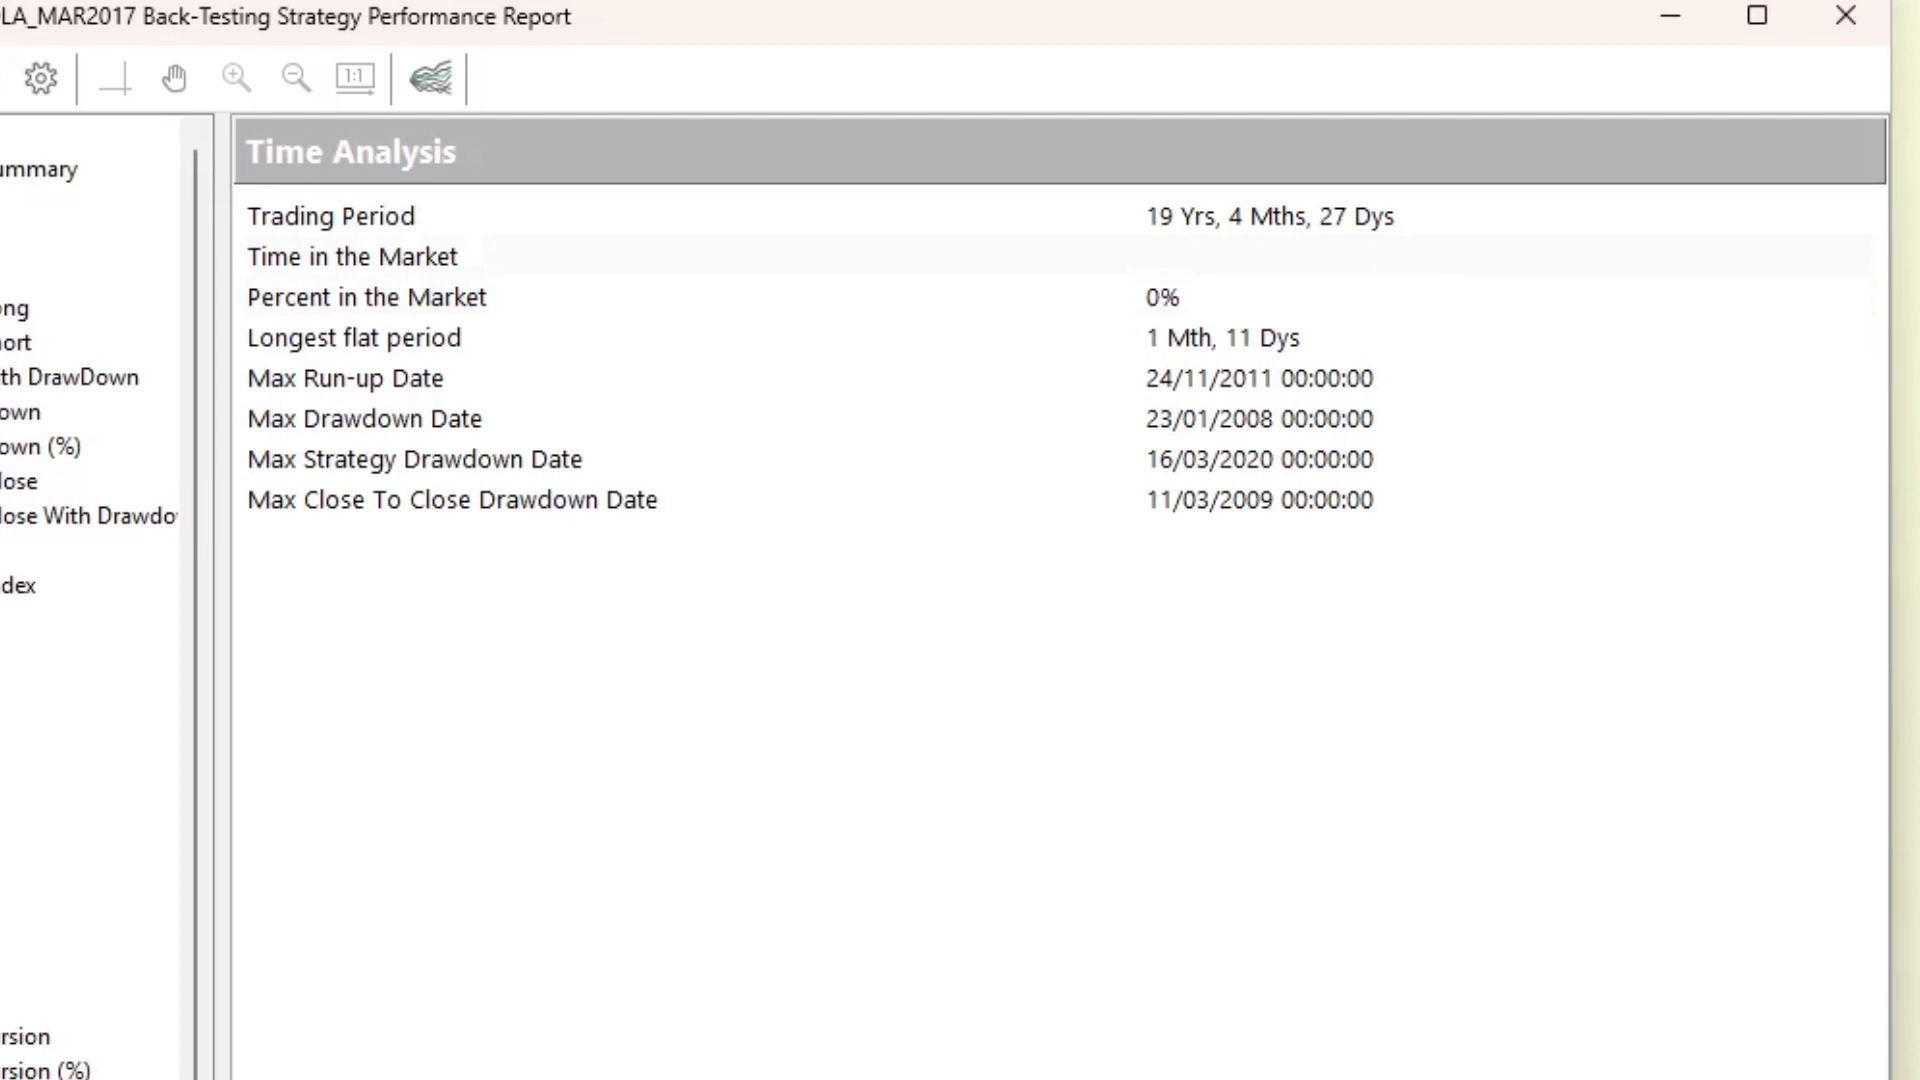 LA_MAR2017 Back-Testing Strategy Performance Report
1:1
ummary
ong
ort
th DrawDown
own
own (%)
lose
lose With Drawdo
dex
rsion
rsion (%)
Time Analysis
Trading Period 19 Yrs, 4 Mths, 27 Dys
Time in the Market
Percent in the Market 0%
Longest flat period 1 Mth, 11 Dys
Max Run-up Date 24/11/2011 00:00:00
Max Drawdown Date 23/01/2008 00:00:00
Max Strategy Drawdown Date 16/03/2020 00:00:00
Max Close To Close Drawdown Date 11/03/2009 00:00:00